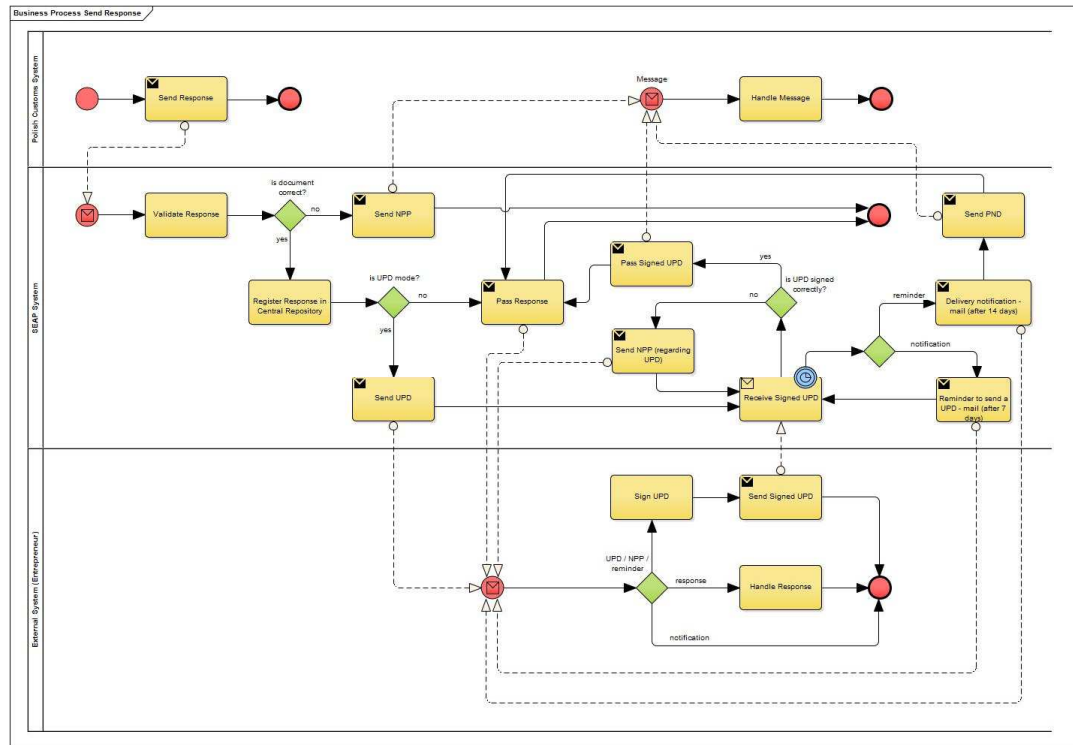 Business Process Send Response
Polish Customs System
Send Response
Message
Handle Message
SEAP System
is document
correct?
Validate Response
no
Send NPP
Send PND
yes
Pass Signed UPD
yes
is UPD signed
correctly?
Register Response in
Central Repository
is UPD mode?
no
Pass Response
no
reminder
Delivery notification -
mail (after 14 days)
yes
Send NPP (regarding
UPD)
notification
Send UPD
Receive Signed UPD
Reminder to send a
UPD - mail (after 7
days)
External System (Entrepreneur)
Sign UPD
Send Signed UPD
UPD / NPP /
reminder
response
Handle Response
notification